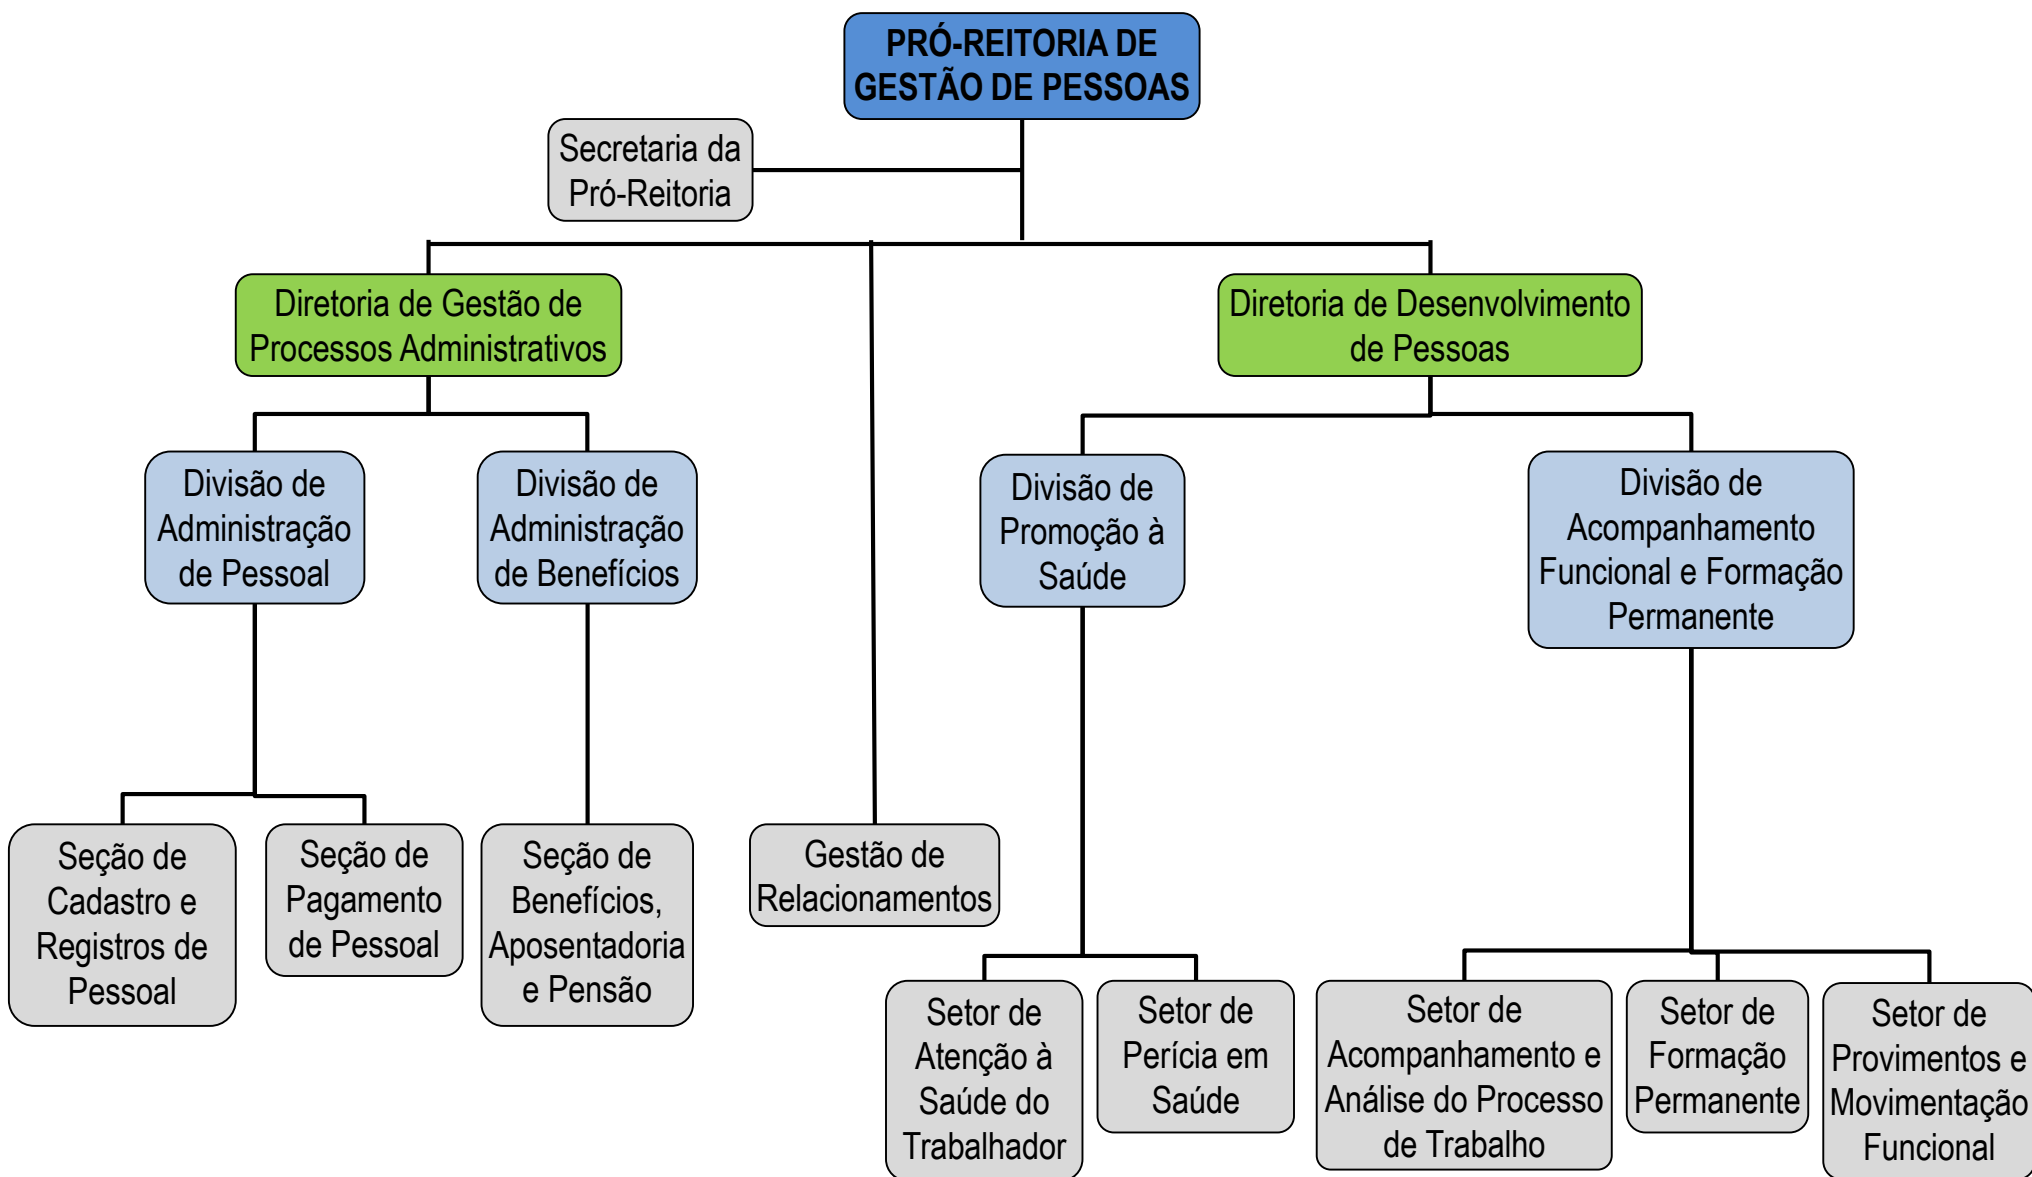 PRÓ-REITORIA DE
GESTÃO DE PESSOAS
Secretaria da
Pró-Reitoria
Diretoria de Gestão de
Processos Administrativos
Diretoria de Desenvolvimento
de Pessoas
Divisão de
Administração
de Pessoal
Divisão de
Administração
de Benefícios
Divisão de
Promoção à
Saúde
Divisão de
Acompanhamento
Funcional e Formação
Permanente
Seção de
Cadastro e
Registros de
Pessoal
Seção de
Pagamento
de Pessoal
Seção de
Benefícios,
Aposentadoria
e Pensão
Gestão de
Relacionamentos
Setor de
Atenção à
Saúde do
Trabalhador
Setor de
Perícia em
Saúde
Setor de
Acompanhamento e
Análise do Processo
de Trabalho
Setor de
Formação
Permanente
Setor de
Provimentos e
Movimentação
Funcional